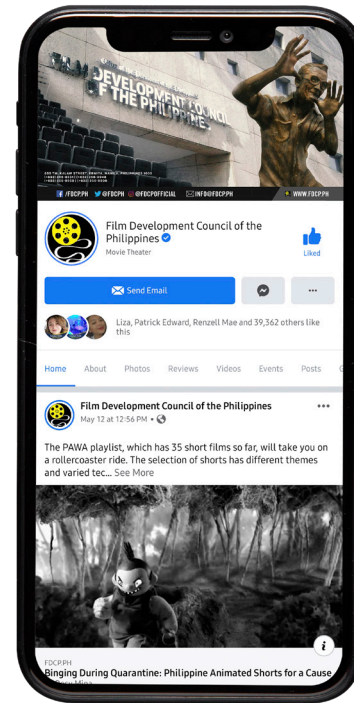 FILM
DEVELOPMENT COUNCIL
OF THE PHILIPPINES
/FDCP.PH @FDCPPH @FDCPOFFICIAL INFO@FDCP.PH WWW.FDCP.PH
Film Development Council of the
Philippines
Movie Theater
Liked
Send Email
Liza, Patrick Edward, Renzell Mae and 39,362 others like
this
Home About Photos Reviews Videos Events Posts
Film Development Council of the Philippines
May 12 at 12:56 PM •
The PAWA playlist, which has 35 short films so far, will take you on
a rollercoaster ride. The selection of shorts has different themes
and varied tec... See More
FDCP.PH
Binging During Quarantine: Philippine Animated Shorts for a Cause